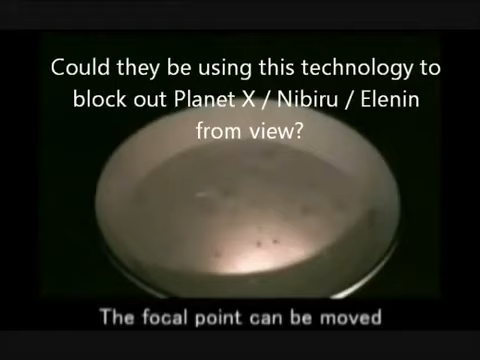 Could they be using this technology to
block out Planet X / Nibiru / Elenin
from view?
The focal point can be moved